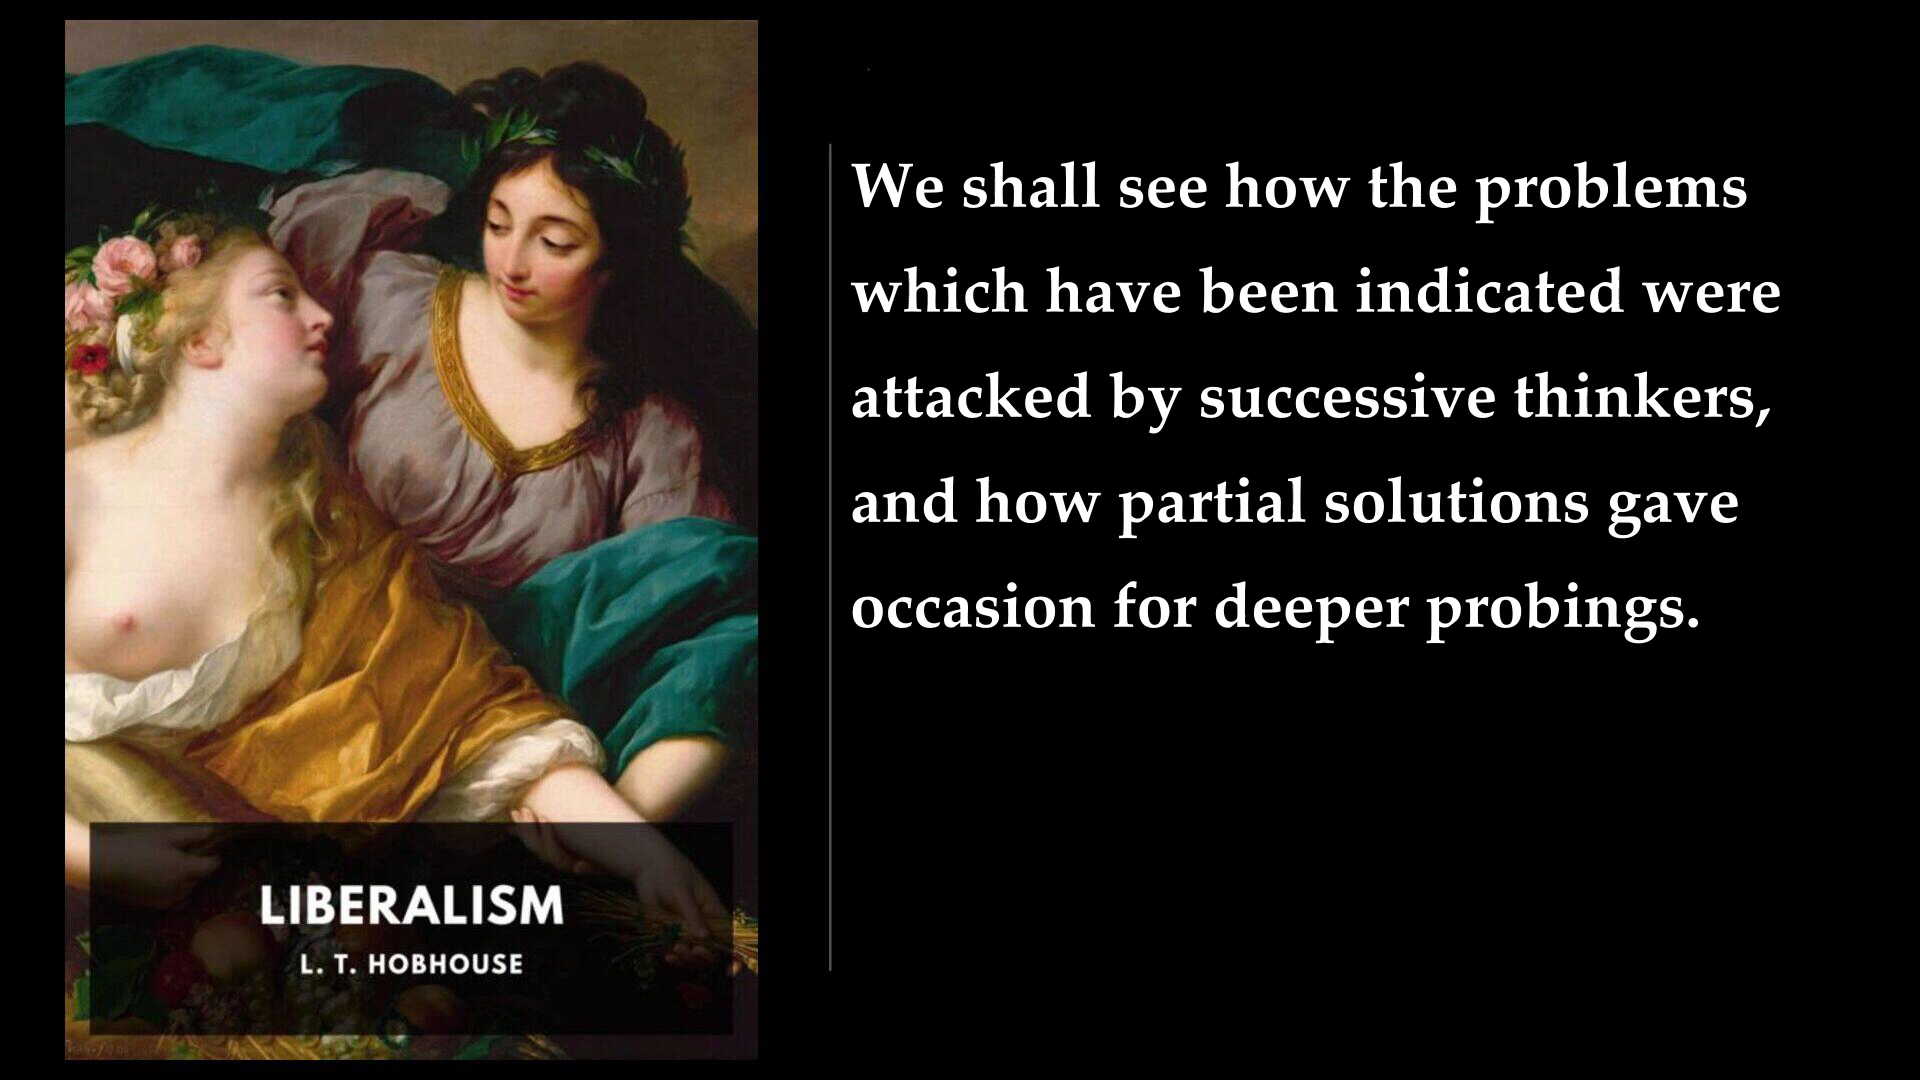 We shall see how the problems
which have been indicated were
attacked by successive thinkers,
and how partial solutions gave
occasion for deeper probings.
LIBERALISM
L. T. HOBHOUSE